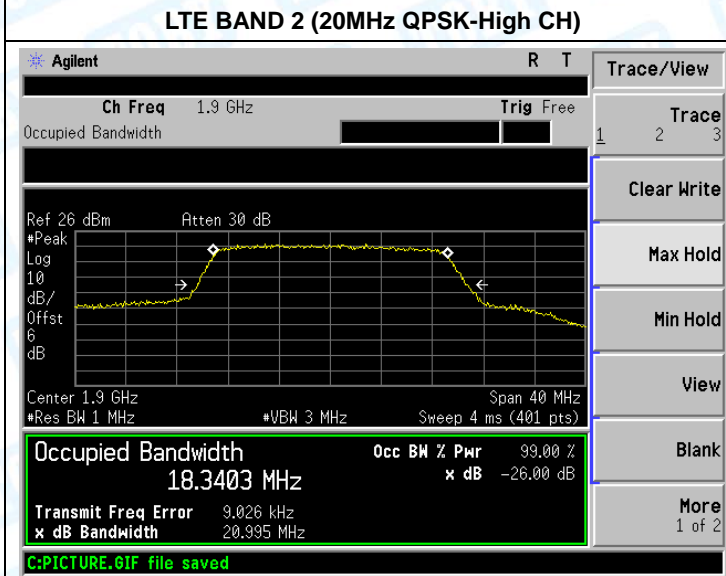 LTE BAND 2 (20MHz QPSK-High CH)
Agilent R T
Trace/View
Ch Freq 1.9 GHz Trig Free
Occupied Bandwidth
Trace
1 2 3
Clear Write
Ref 26 dBm Atten 30 dB
#Peak
Log
10
dB/
Offst
6
dB
Max Hold
Min Hold
Center 1.9 GHz Span 40 MHz
#Res BW 1 MHz #VBW 3 MHz Sweep 4 ms (401 pts)
View
Occupied Bandwidth Occ BW % Pwr 99.00 %
18.3403 MHz x dB -26.00 dB
Blank
Transmit Freq Error 9.026 kHz
x dB Bandwidth 20.995 MHz
More
1 of 2
C:PICTURE.GIF file saved